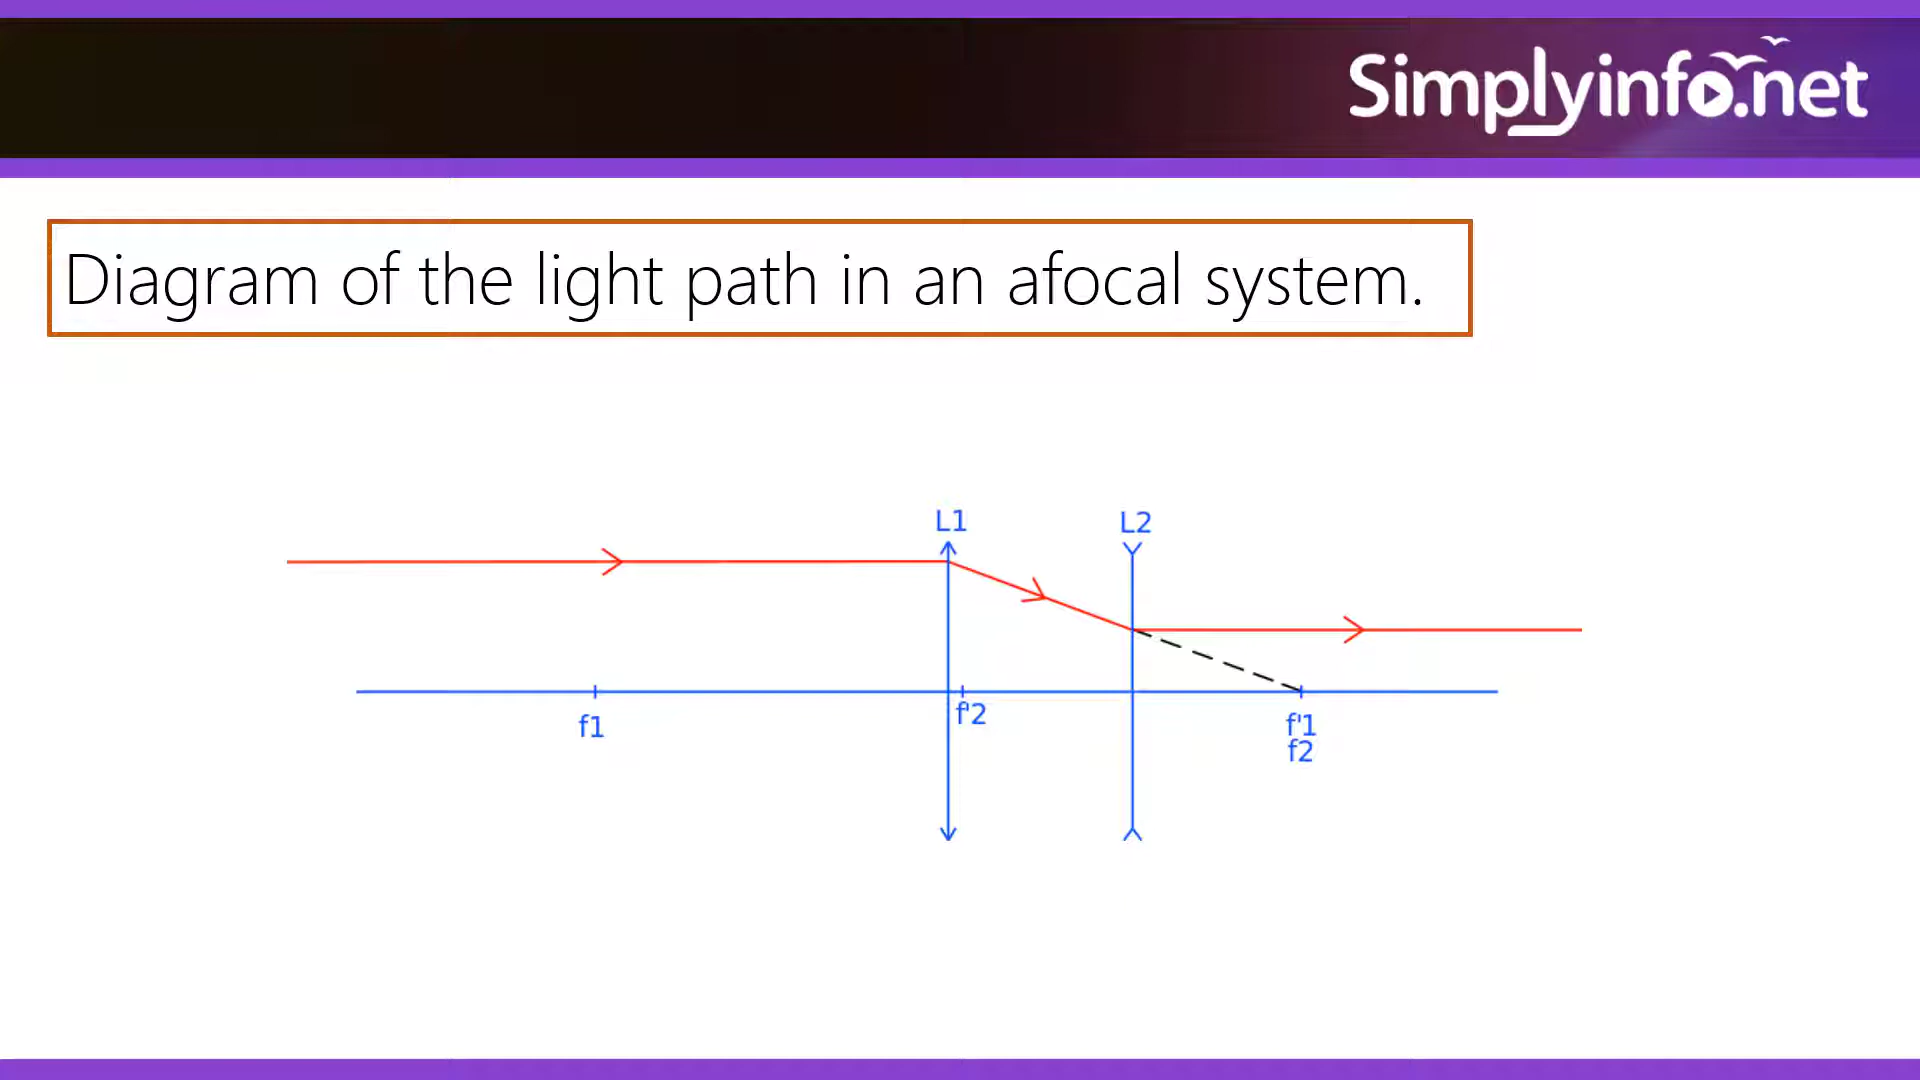 Simplyinfo.net
Diagram of the light path in an afocal system.
L1
L2
f1
f'2
f'1
f2